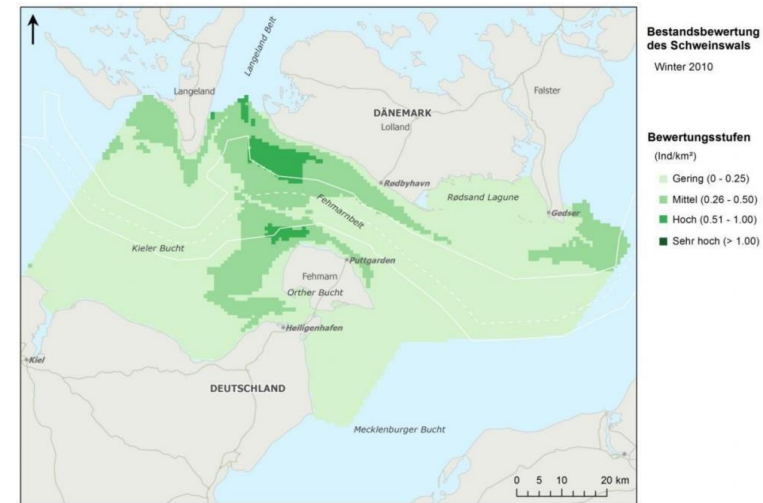 Bestandsbewertung
des Schweinswals
Winter 2010
Bewertungsstufen
(Ind/km²)
Gering (0 - 0.25)
Mittel (0.26 - 0.50)
Hoch (0.51 - 1.00)
Sehr hoch (> 1.00)
Langeland Belt
Langeland
DÄNEMARK
Lolland
Falster
Rødbyhavn
Rødsand Lagune
Gedser
Fehmarnbelt
Kieler Bucht
Puttgarden
Fehmarn
Orther Bucht
Heiligenhafen
Kiel
DEUTSCHLAND
Mecklenburger Bucht
0 5 10 20 km